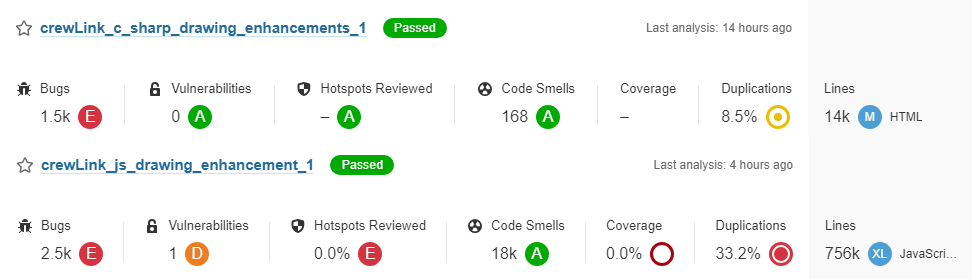 crewLink_c_sharp_drawing_enhancements_1 Passed Last analysis: 14 hours ago
Bugs Vulnerabilities Hotspots Reviewed Code Smells Coverage Duplications Lines
1.5k E 0 A – A 168 A – 8.5% 14k M HTML
crewLink_js_drawing_enhancement_1 Passed Last analysis: 4 hours ago
Bugs Vulnerabilities Hotspots Reviewed Code Smells Coverage Duplications Lines
2.5k E 1 D 0.0% E 18k A 0.0% 33.2% 756k XL JavaScri...